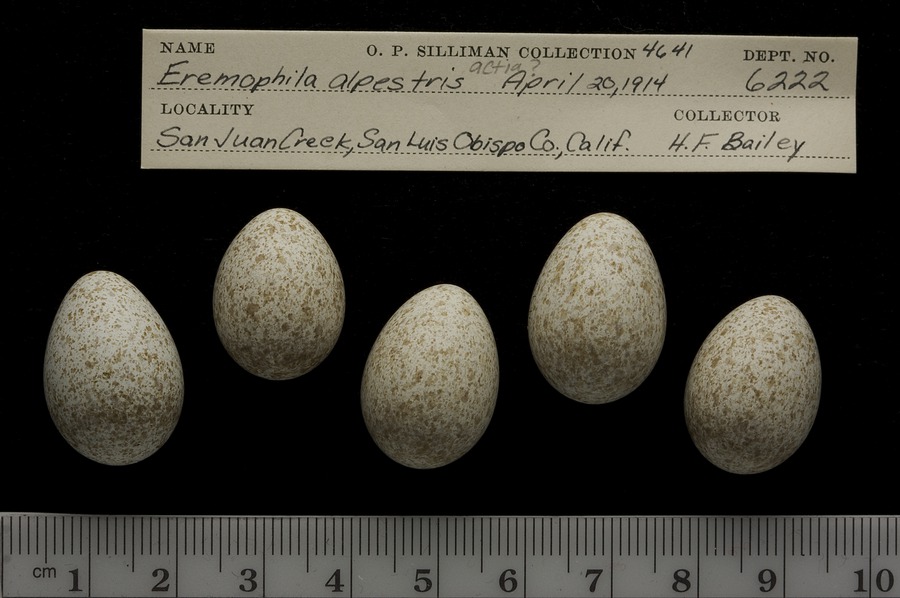 NAME O. P. SILLIMAN COLLECTION 4641 DEPT. NO.
actia?
Eremophila alpestris April 20, 1914 6222
LOCALITY COLLECTOR
San Juan Creek, San Luis Obispo Co., Calif. H. F. Bailey
cm 1 2 3 4 5 6 7 8 9 10